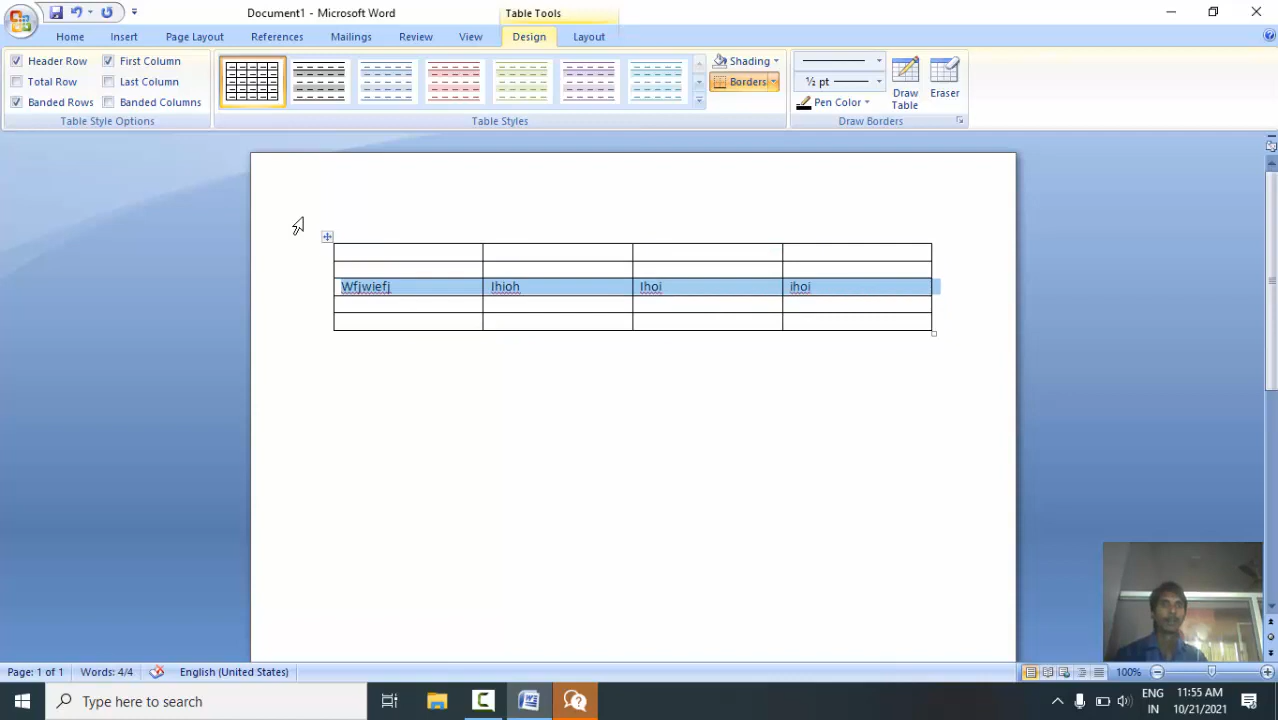 Document1 - Microsoft Word
Table Tools
Home Insert Page Layout References Mailings Review View Design Layout
Header Row First Column
Total Row Last Column
Banded Rows Banded Columns
Table Style Options
Table Styles
Shading
Borders
½ pt
Pen Color
Draw Table
Eraser
Draw Borders
Wfjwiefj Ihioh Ihoi ihoi
Page: 1 of 1 Words: 4/4 English (United States) 100%
Type here to search
ENG
IN
11:55 AM
10/21/2021